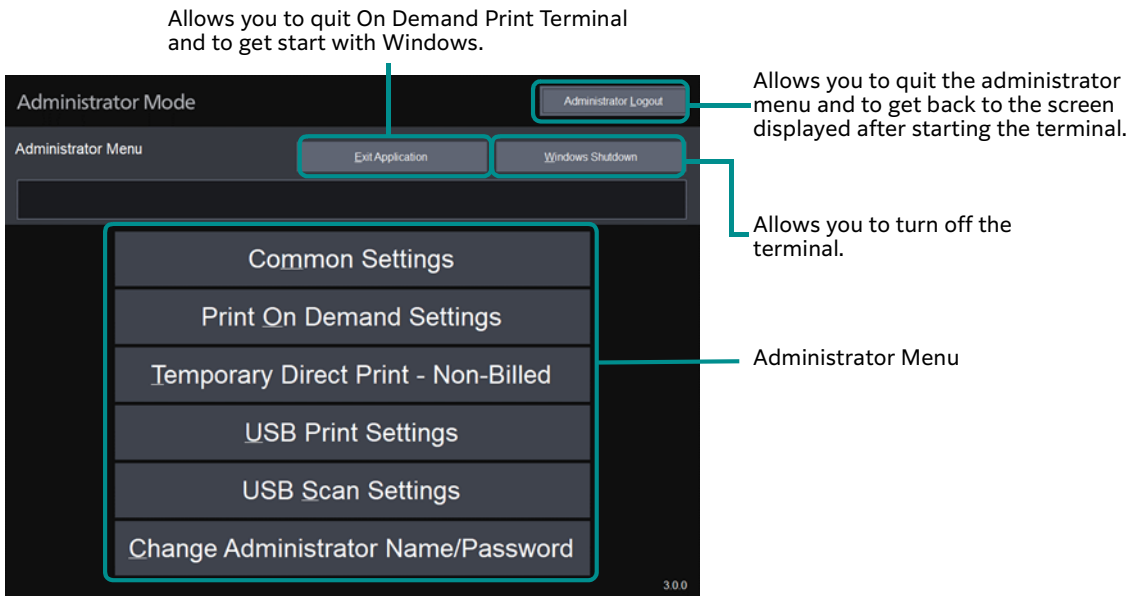 Allows you to quit On Demand Print Terminal
and to get start with Windows.
Administrator Mode
Administrator Logout
Allows you to quit the administrator
menu and to get back to the screen
displayed after starting the terminal.
Administrator Menu
Exit Application
Windows Shutdown
Allows you to turn off the
terminal.
Common Settings
Print On Demand Settings
Temporary Direct Print - Non-Billed
Administrator Menu
USB Print Settings
USB Scan Settings
Change Administrator Name/Password
3.0.0